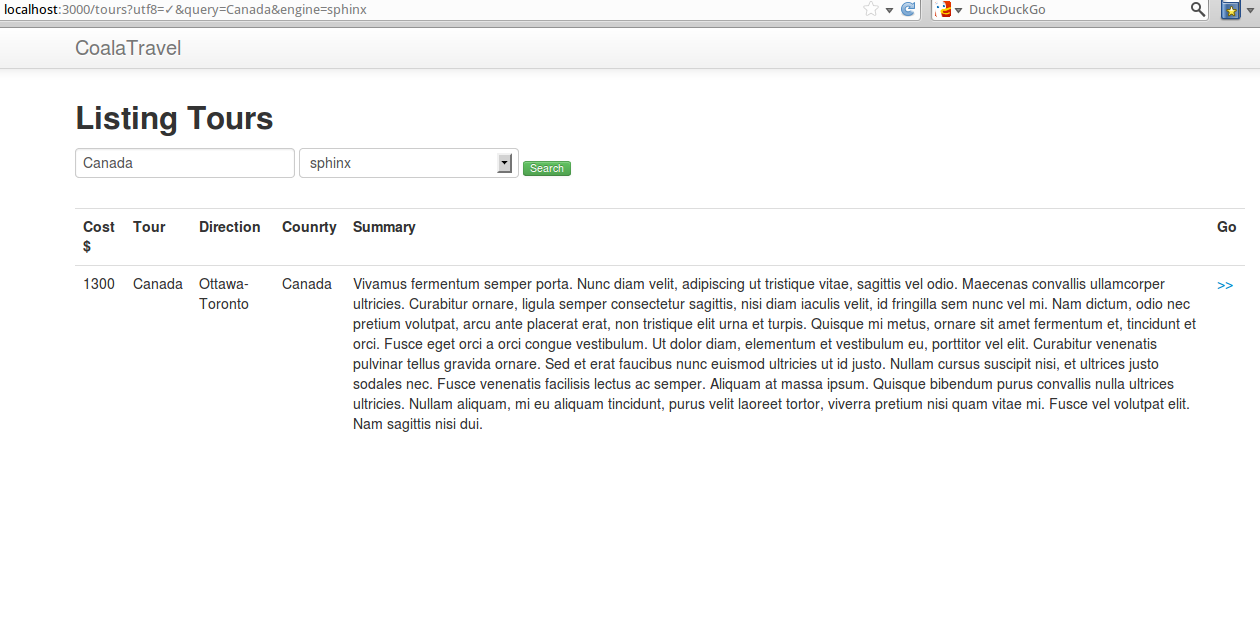 localhost:3000/tours?utf8=✓&query=Canada&engine=sphinx
DuckDuckGo
CoalaTravel
Listing Tours
Canada
sphinx
Search
Cost $ Tour Direction Counrty Summary Go
1300 Canada Ottawa-Toronto Canada
Vivamus fermentum semper porta. Nunc diam velit, adipiscing ut tristique vitae, sagittis vel odio. Maecenas convallis ullamcorper
ultricies. Curabitur ornare, ligula semper consectetur sagittis, nisi diam iaculis velit, id fringilla sem nunc vel mi. Nam dictum, odio nec
pretium volutpat, arcu ante placerat erat, non tristique elit urna et turpis. Quisque mi metus, ornare sit amet fermentum et, tincidunt et
orci. Fusce eget orci a orci congue vestibulum. Ut dolor diam, elementum et vestibulum eu, porttitor vel elit. Curabitur venenatis
pulvinar tellus gravida ornare. Sed et erat faucibus nunc euismod ultricies ut id justo. Nullam cursus suscipit nisi, et ultrices justo
sodales nec. Fusce venenatis facilisis lectus ac semper. Aliquam at massa ipsum. Quisque bibendum purus convallis nulla ultrices
ultricies. Nullam aliquam, mi eu aliquam tincidunt, purus velit laoreet tortor, viverra pretium nisi quam vitae mi. Fusce vel volutpat elit.
Nam sagittis nisi dui.
>>